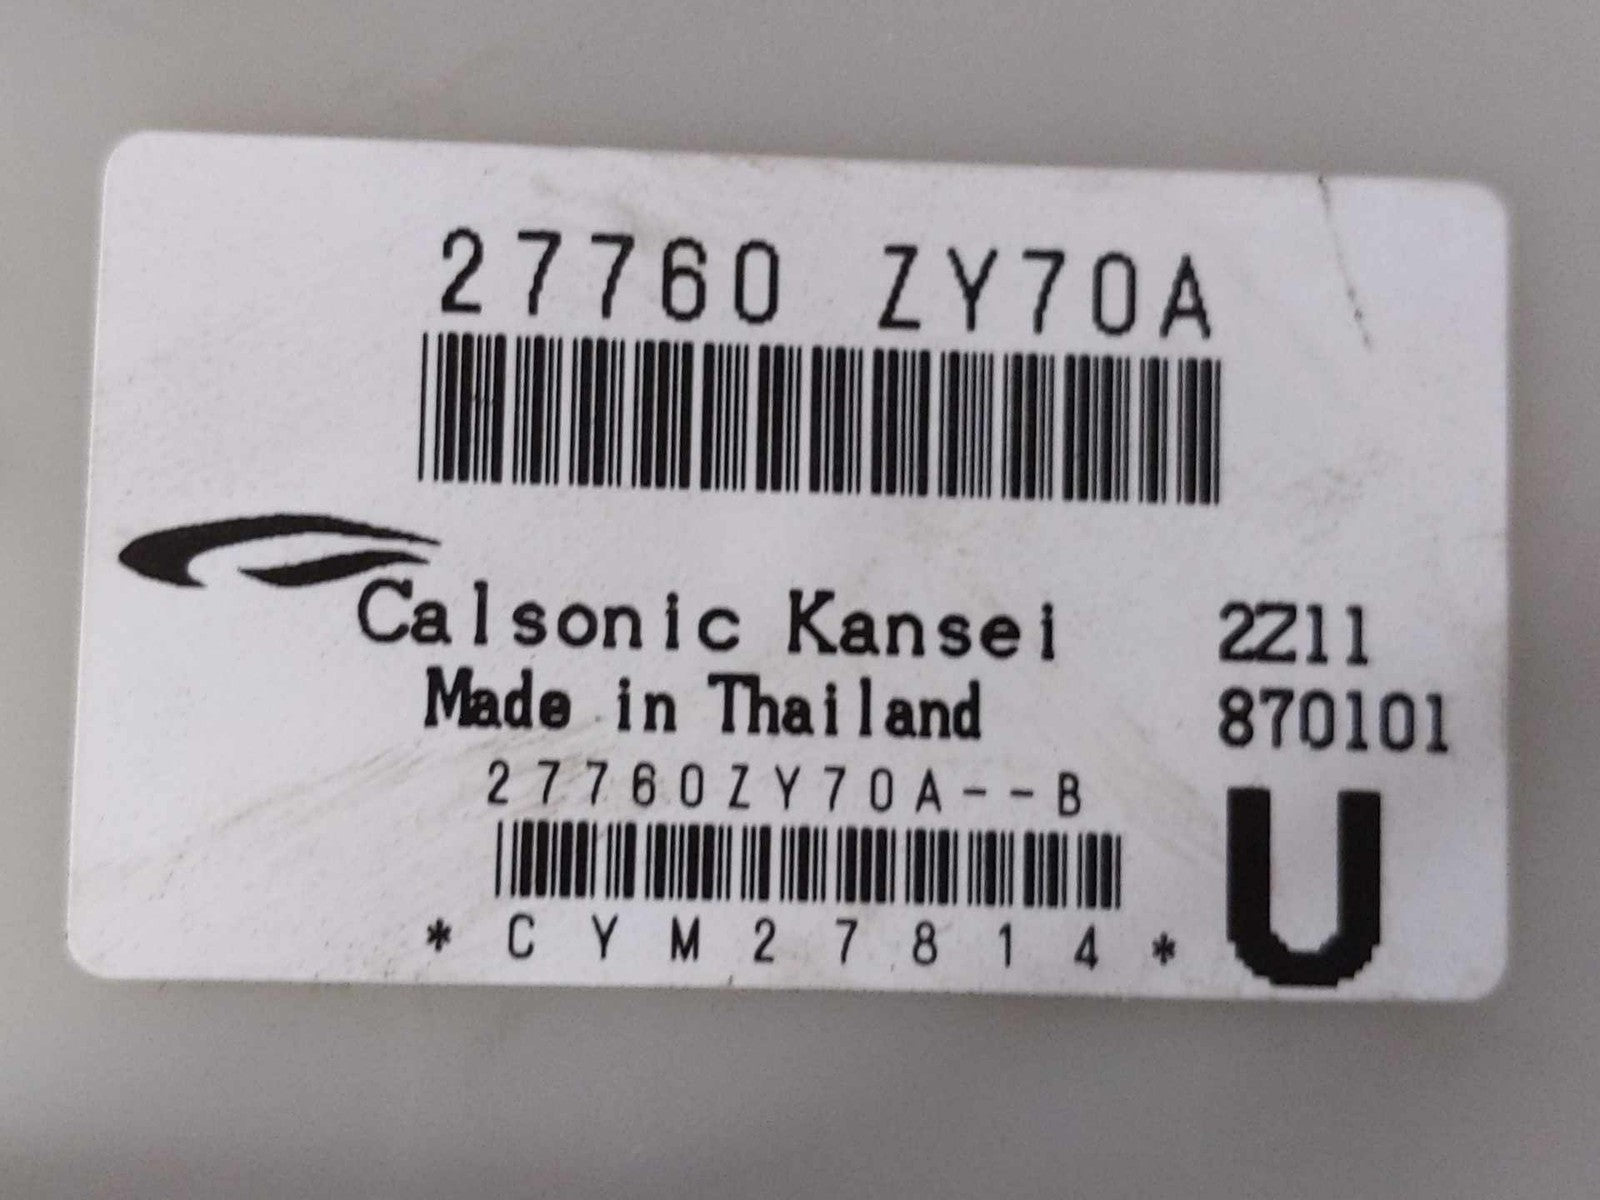 27760 ZY70A
Calsonic Kansei 2Z11
Made in Thailand 870101
27760ZY70A--B
U
*CYM27814*